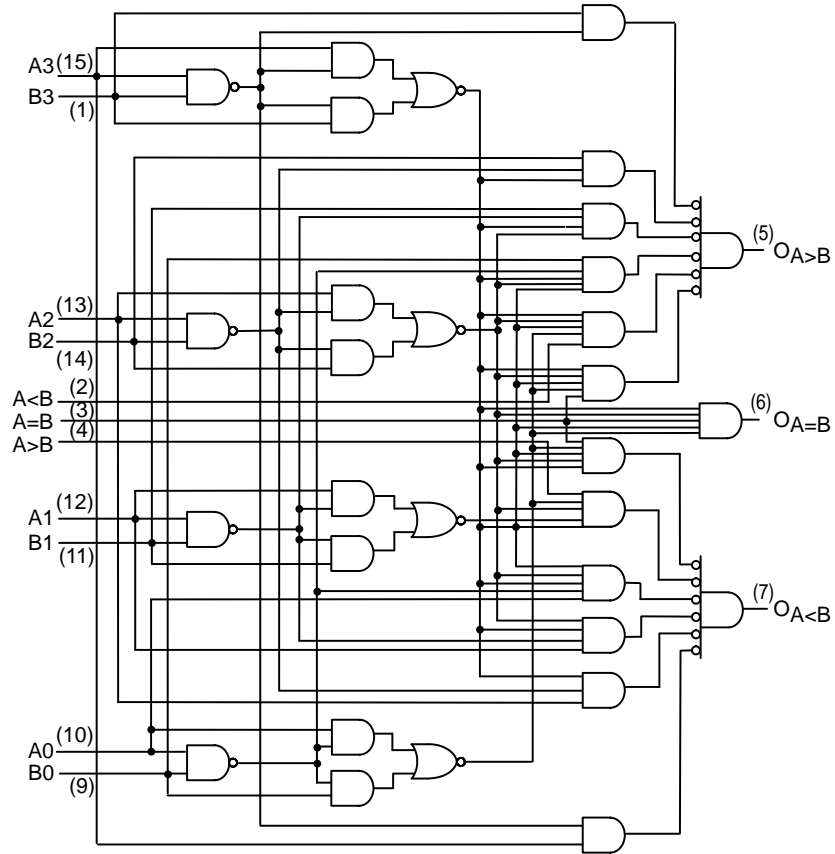 A3 (15)
B3
(1)
(5) OA>B
(13)
A2
B2
(14)
A<B (2)
A=B (3)
A>B (4)
(6) OA=B
(12)
A1
B1
(11)
(7) OA<B
(10)
A0
B0
(9)